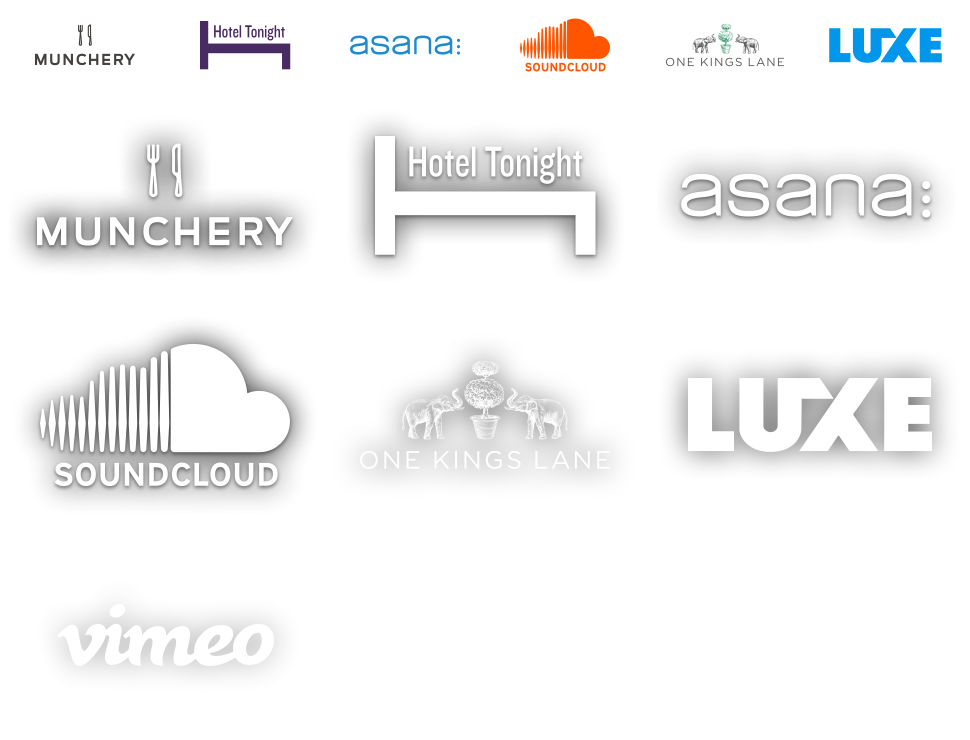 MUNCHERY
Hotel Tonight
asana:
SOUNDCLOUD
ONE KINGS LANE
LUXE
MUNCHERY
Hotel Tonight
asana:
SOUNDCLOUD
ONE KINGS LANE
LUXE
vimeo